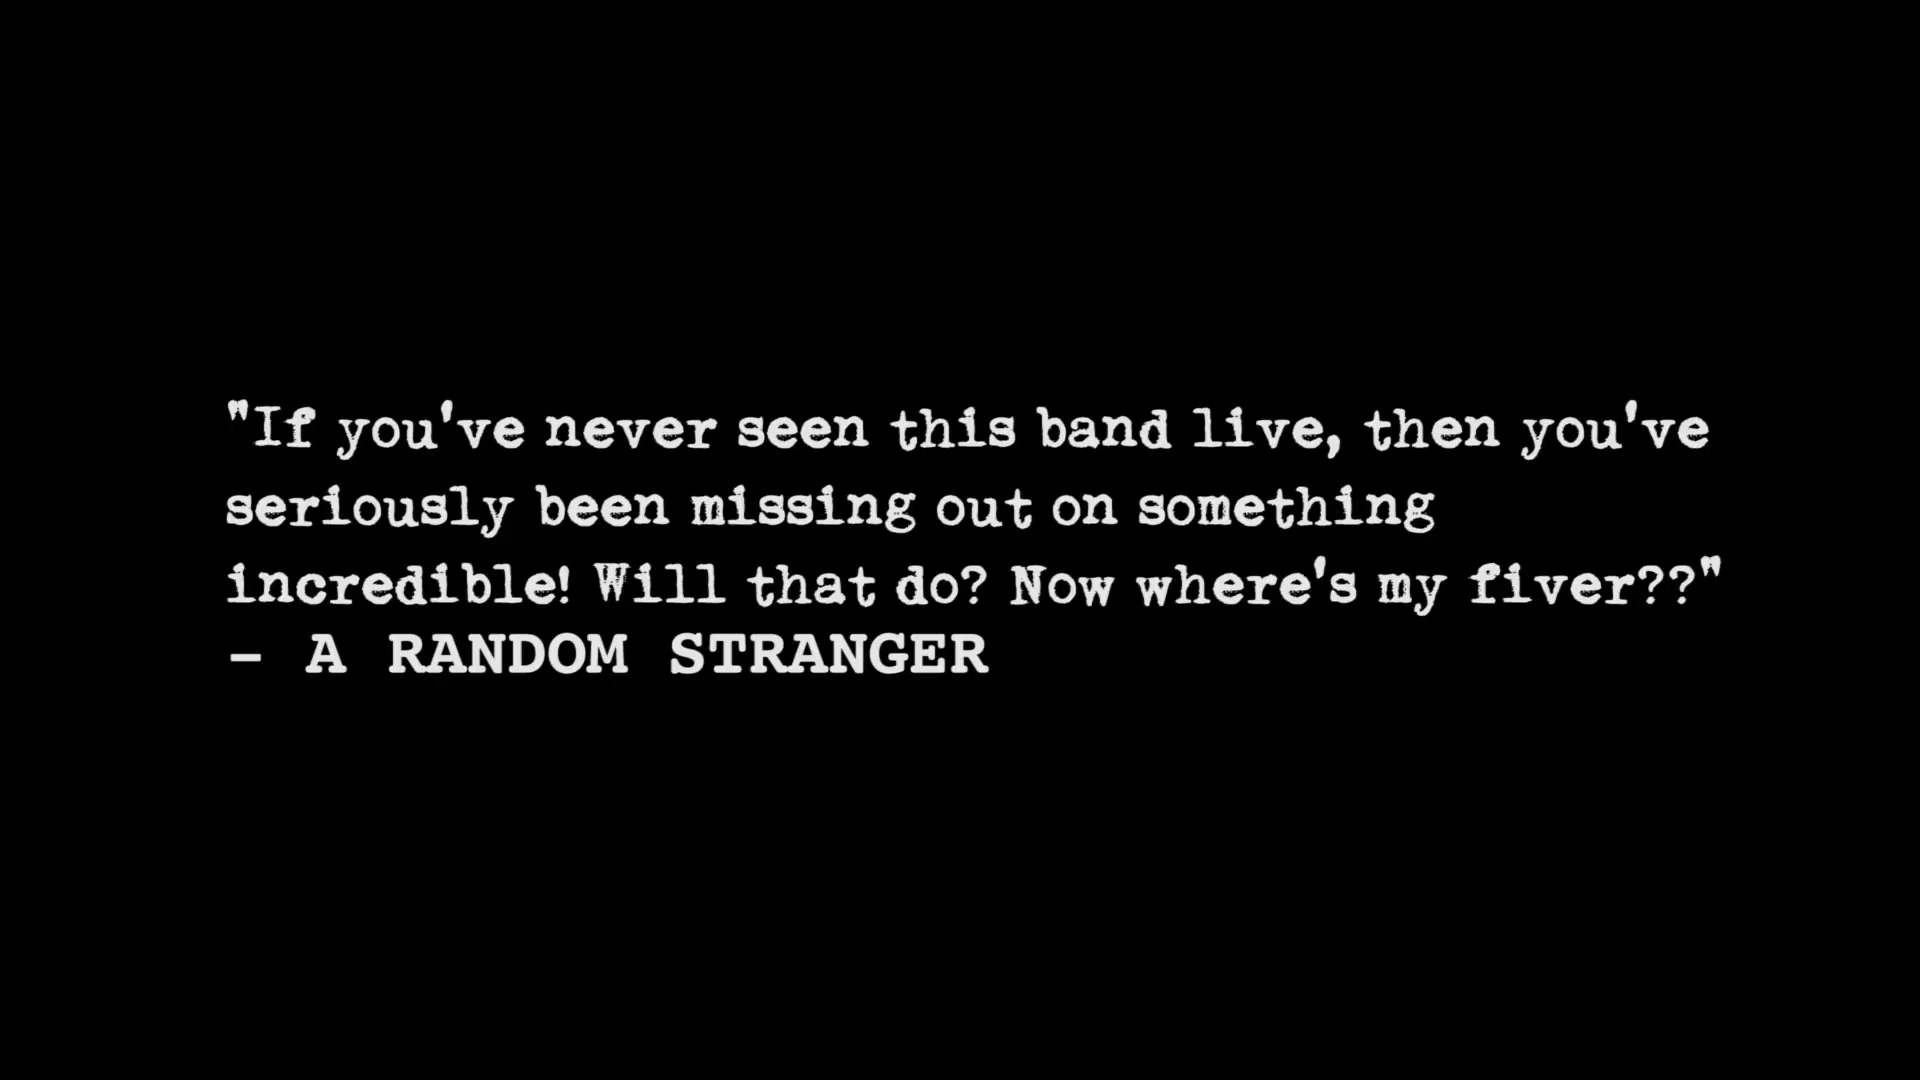 "If you've never seen this band live, then you've
seriously been missing out on something
incredible! Will that do? Now where's my fiver??"
- A RANDOM STRANGER